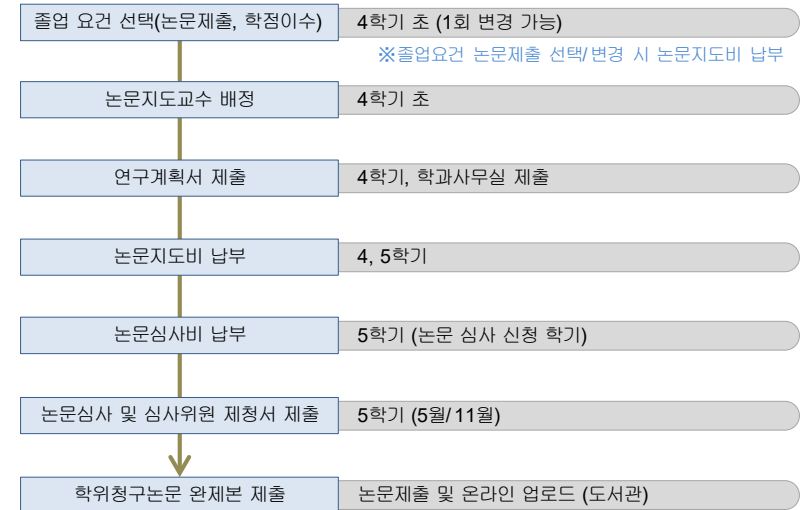 졸업 요건 선택(논문제출, 학점이수) 4학기 초 (1회 변경 가능)
※졸업요건 논문제출 선택/변경 시 논문지도비 납부
논문지도교수 배정 4학기 초
연구계획서 제출 4학기, 학과사무실 제출
논문지도비 납부 4, 5학기
논문심사비 납부 5학기 (논문 심사 신청 학기)
논문심사 및 심사위원 제청서 제출 5학기 (5월/11월)
학위청구논문 완제본 제출 논문제출 및 온라인 업로드 (도서관)